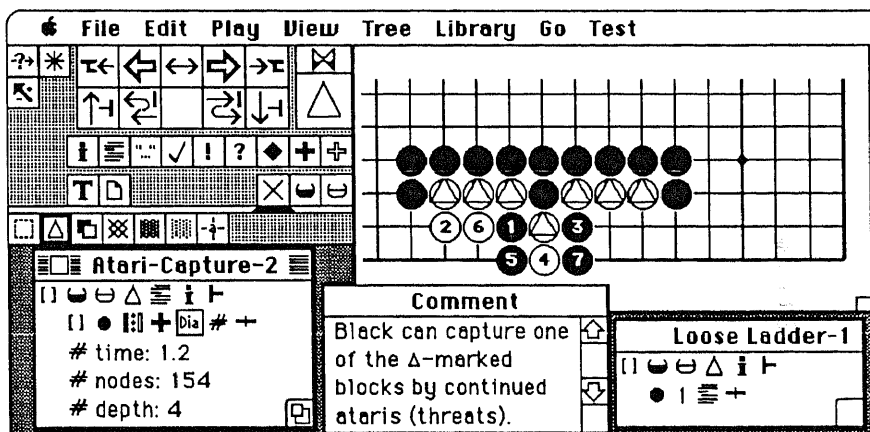 File Edit Play View Tree Library Go Test
-?+
i " " ! ?
T
2 6 1 3
5 4 7
Atari-Capture-2
[]
[] Dia #
# time: 1.2
# nodes: 154
# depth: 4
Comment
Black can capture one
of the Δ-marked
blocks by continued
ataris (threats).
Loose Ladder-1
[] i
1